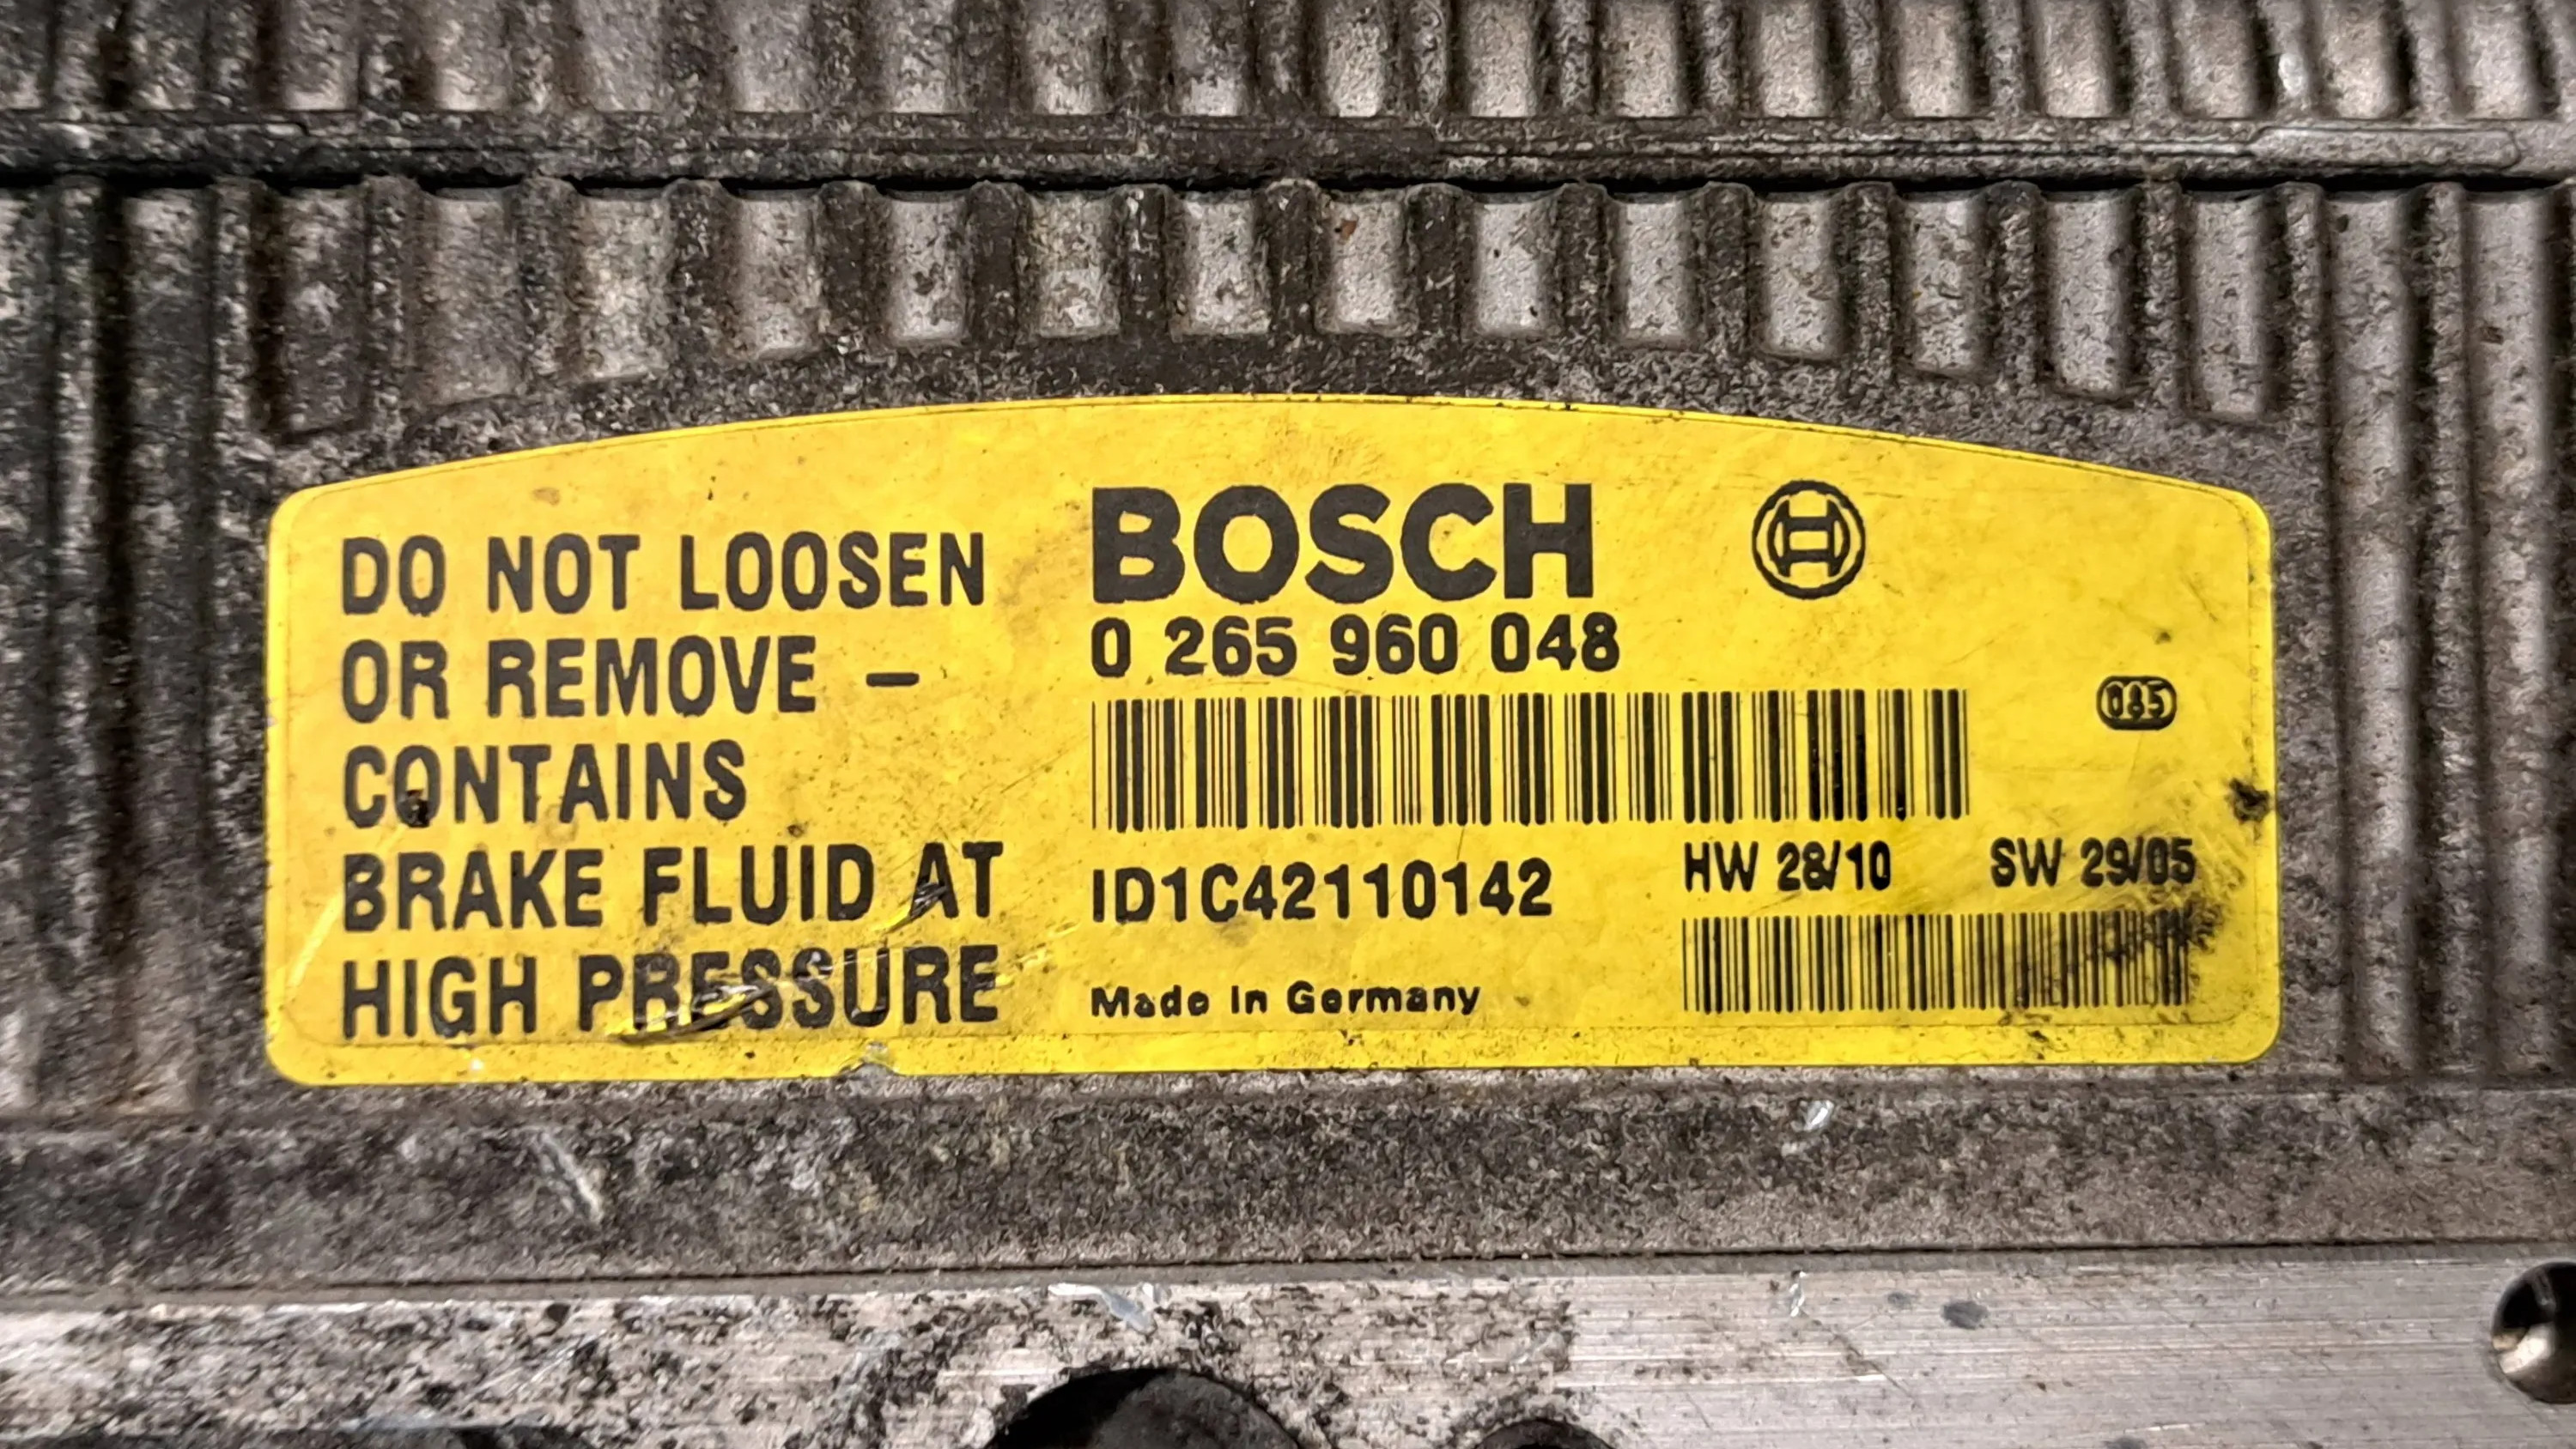 DO NOT LOOSEN
OR REMOVE –
CONTAINS
BRAKE FLUID AT
HIGH PRESSURE
BOSCH
0 265 960 048
085
ID1C42110142
HW 28/10 SW 29/05
Made in Germany